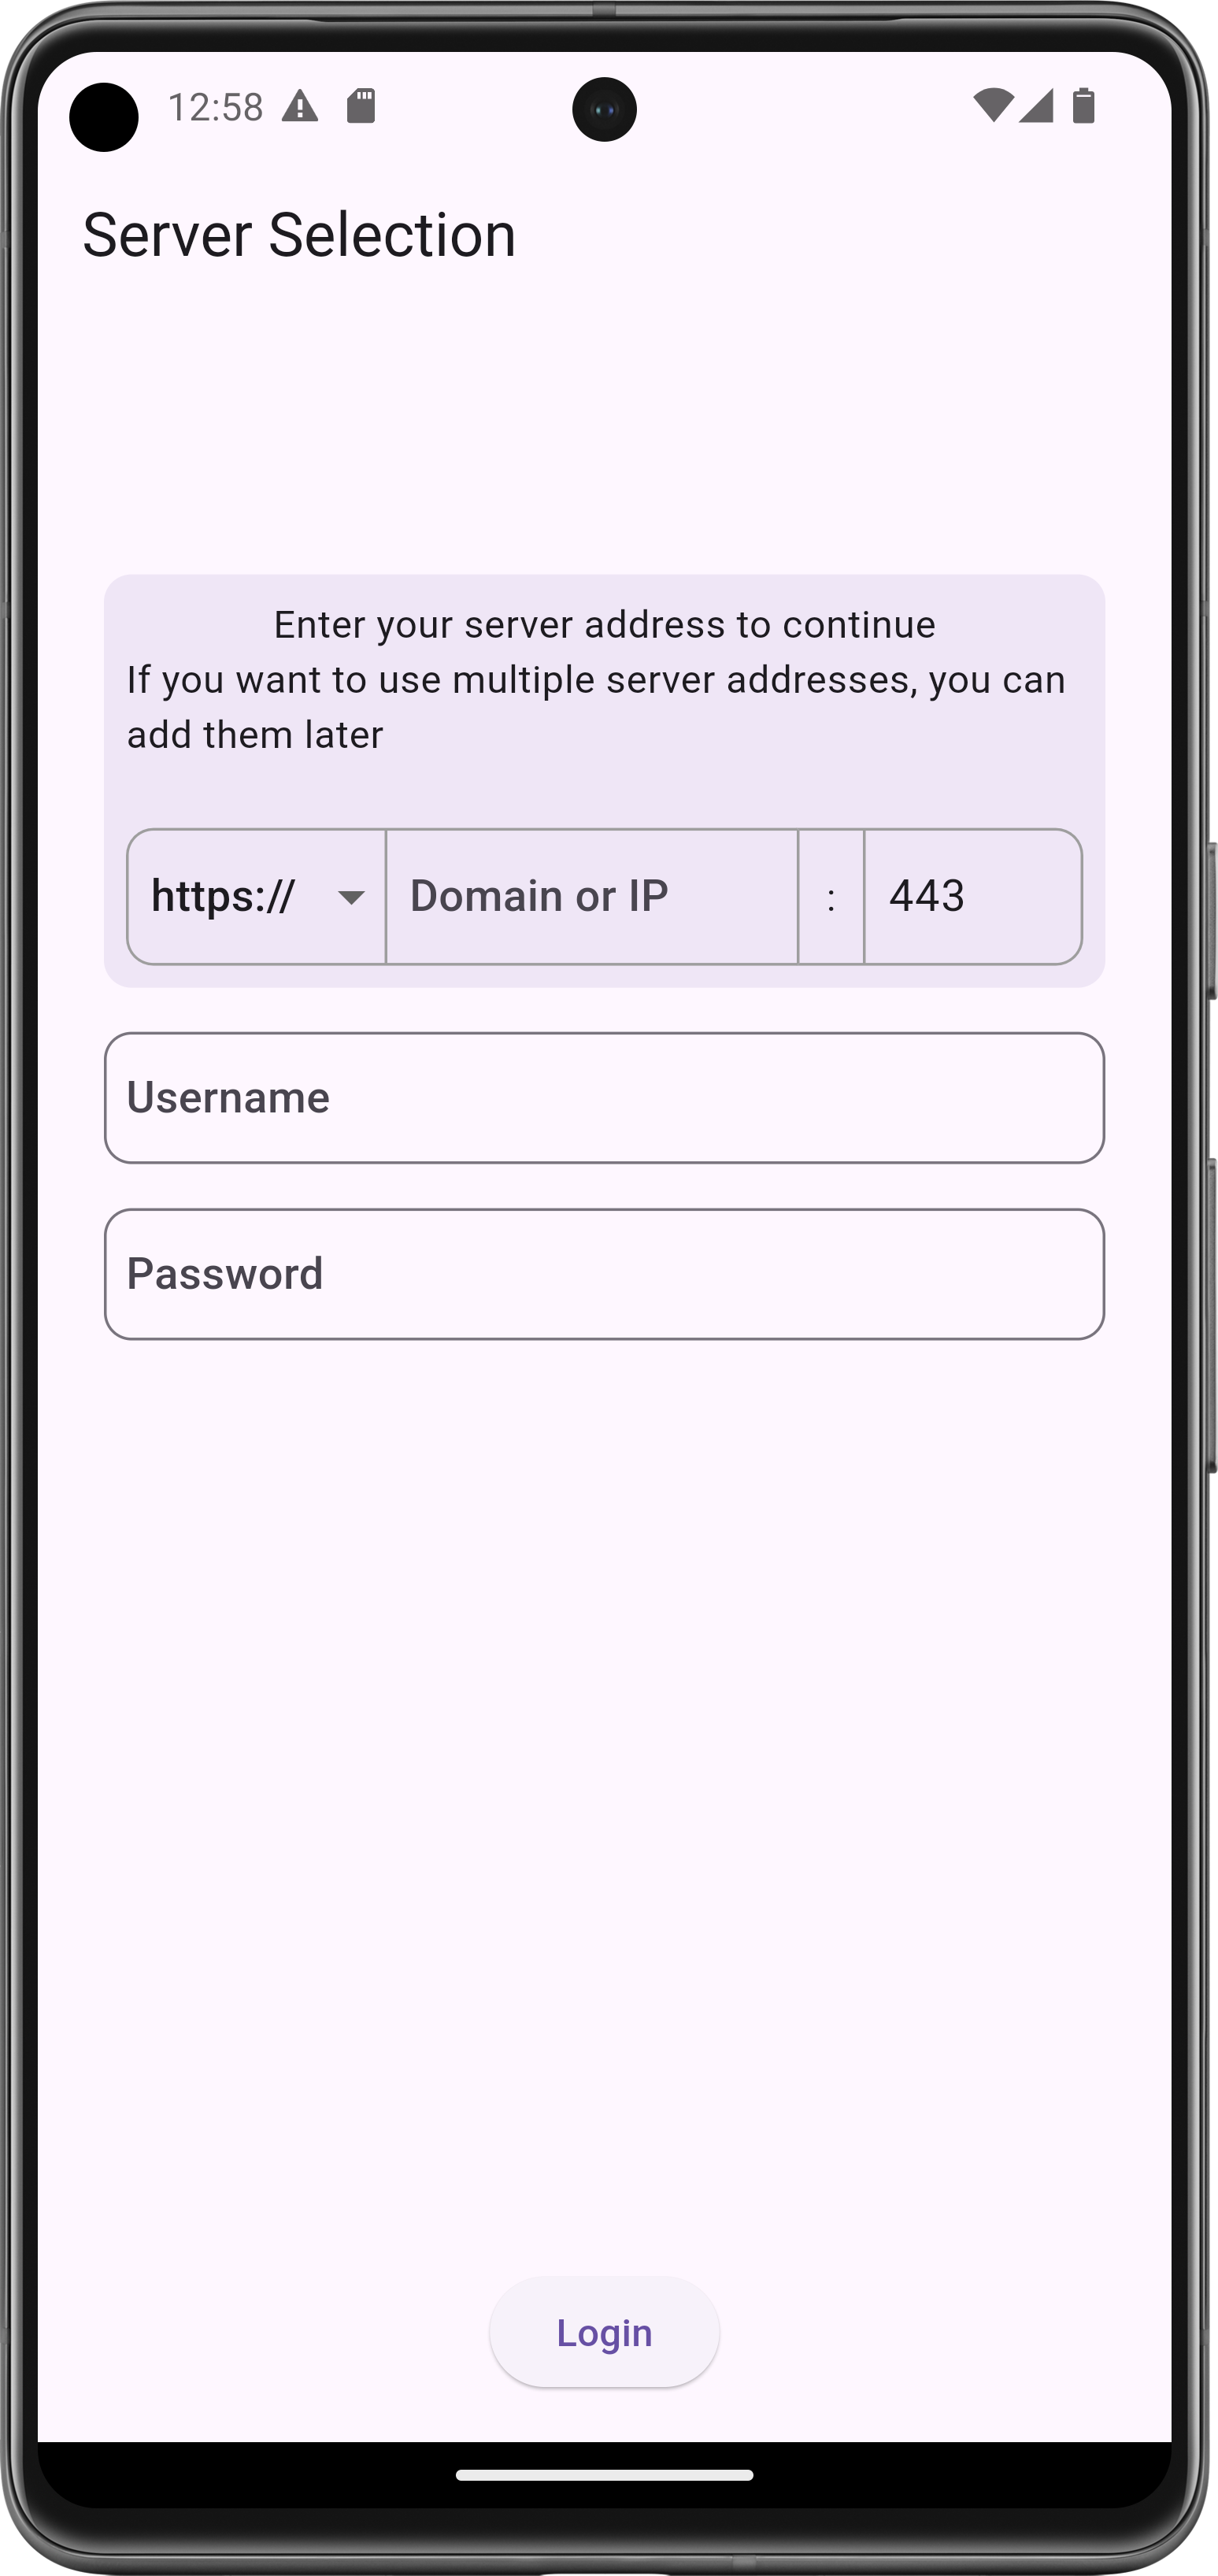 12:58
Server Selection
Enter your server address to continue
If you want to use multiple server addresses, you can
add them later
https:// Domain or IP : 443
Username
Password
Login